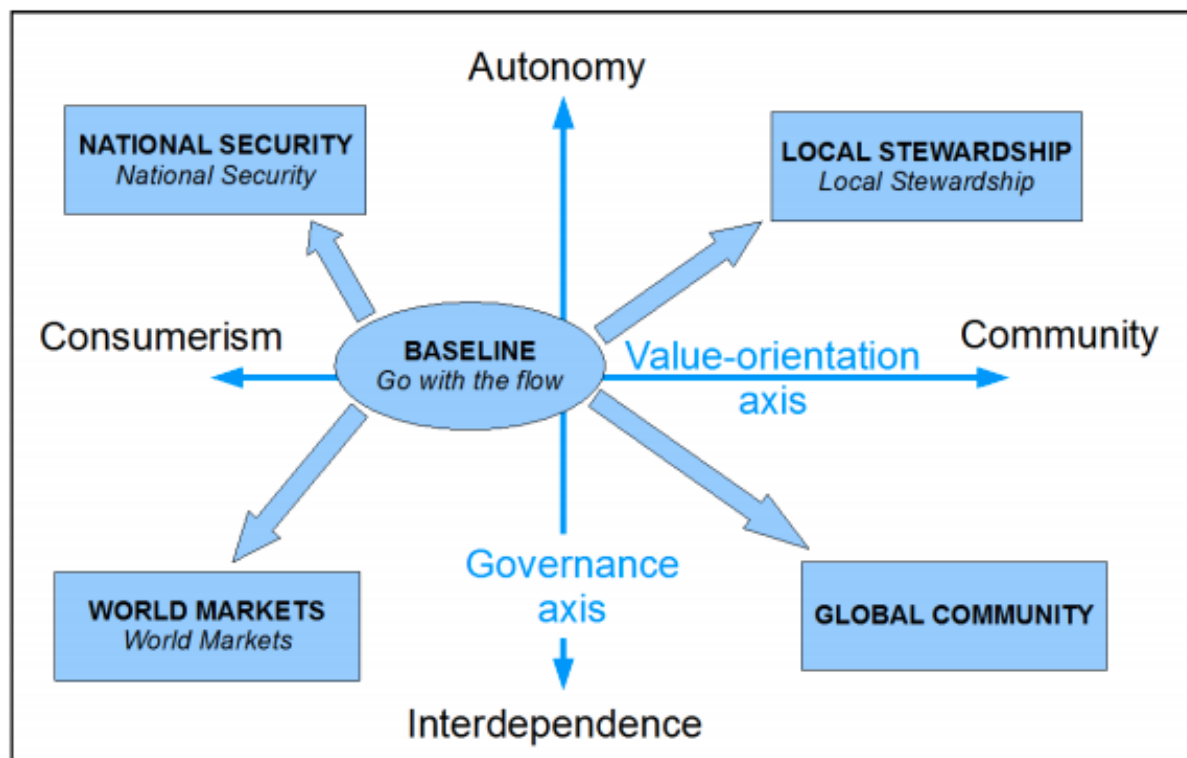 Autonomy
NATIONAL SECURITY
National Security
LOCAL STEWARDSHIP
Local Stewardship
Consumerism
BASELINE
Go with the flow
Value-orientation
axis
Community
Governance
axis
WORLD MARKETS
World Markets
GLOBAL COMMUNITY
Interdependence